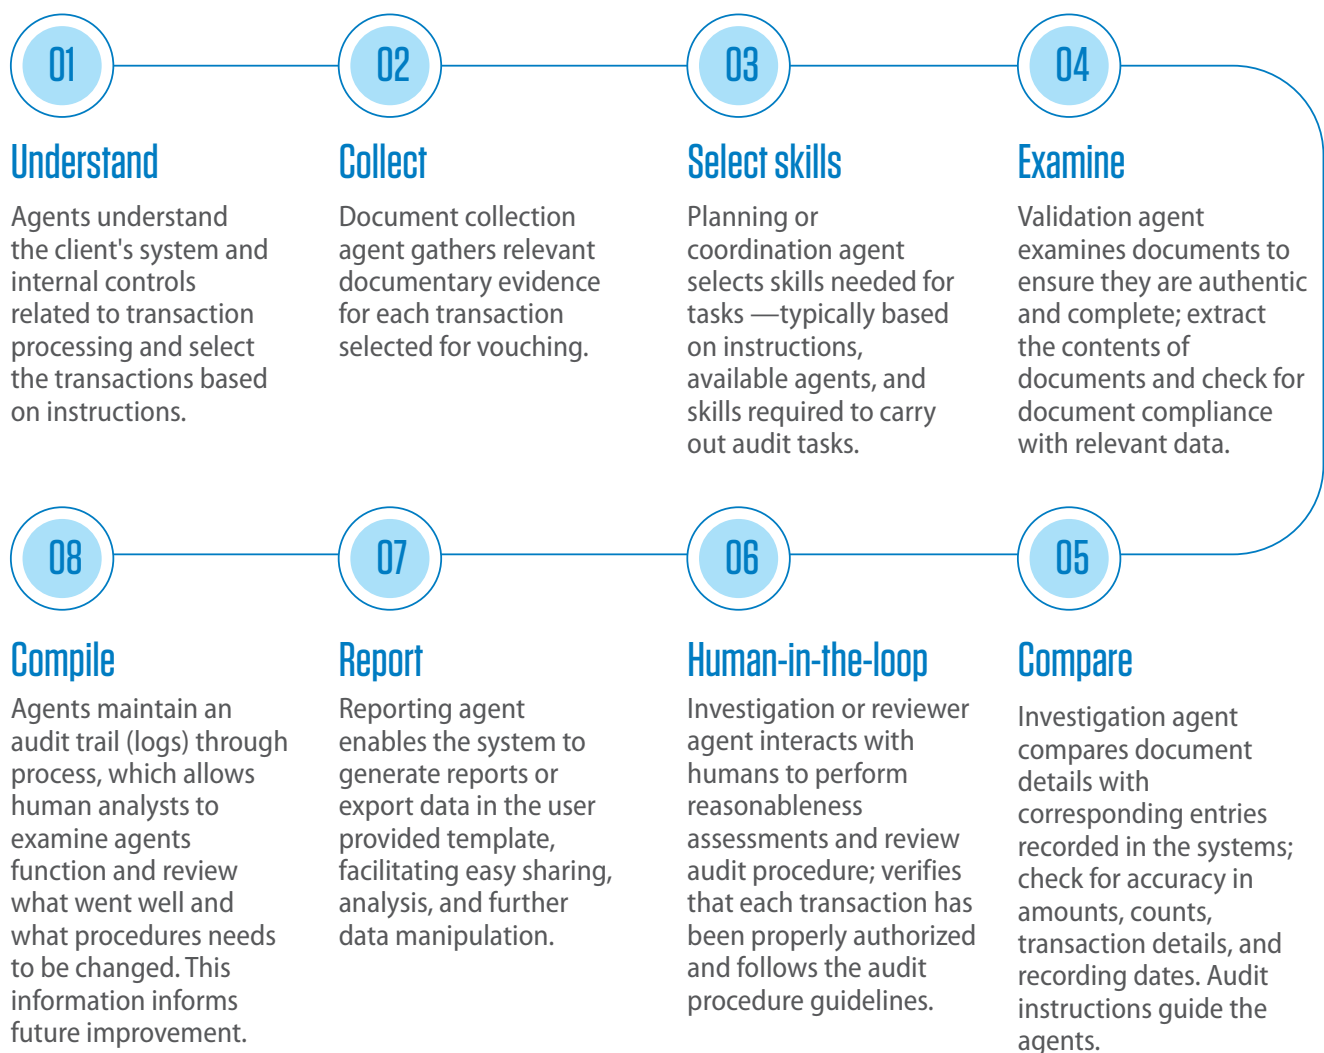 01
Understand
Agents understand
the client's system and
internal controls
related to transaction
processing and select
the transactions based
on instructions.
02
Collect
Document collection
agent gathers relevant
documentary evidence
for each transaction
selected for vouching.
03
Select skills
Planning or
coordination agent
selects skills needed for
tasks —typically based
on instructions,
available agents, and
skills required to carry
out audit tasks.
04
Examine
Validation agent
examines documents to
ensure they are authentic
and complete; extract
the contents of
documents and check for
document compliance
with relevant data.
05
Compare
Investigation agent
compares document
details with
corresponding entries
recorded in the systems;
check for accuracy in
amounts, counts,
transaction details, and
recording dates. Audit
instructions guide the
agents.
06
Human-in-the-loop
Investigation or reviewer
agent interacts with
humans to perform
reasonableness
assessments and review
audit procedure; verifies
that each transaction has
been properly authorized
and follows the audit
procedure guidelines.
07
Report
Reporting agent
enables the system to
generate reports or
export data in the user
provided template,
facilitating easy sharing,
analysis, and further
data manipulation.
08
Compile
Agents maintain an
audit trail (logs) through
process, which allows
human analysts to
examine agents
function and review
what went well and
what procedures needs
to be changed. This
information informs
future improvement.